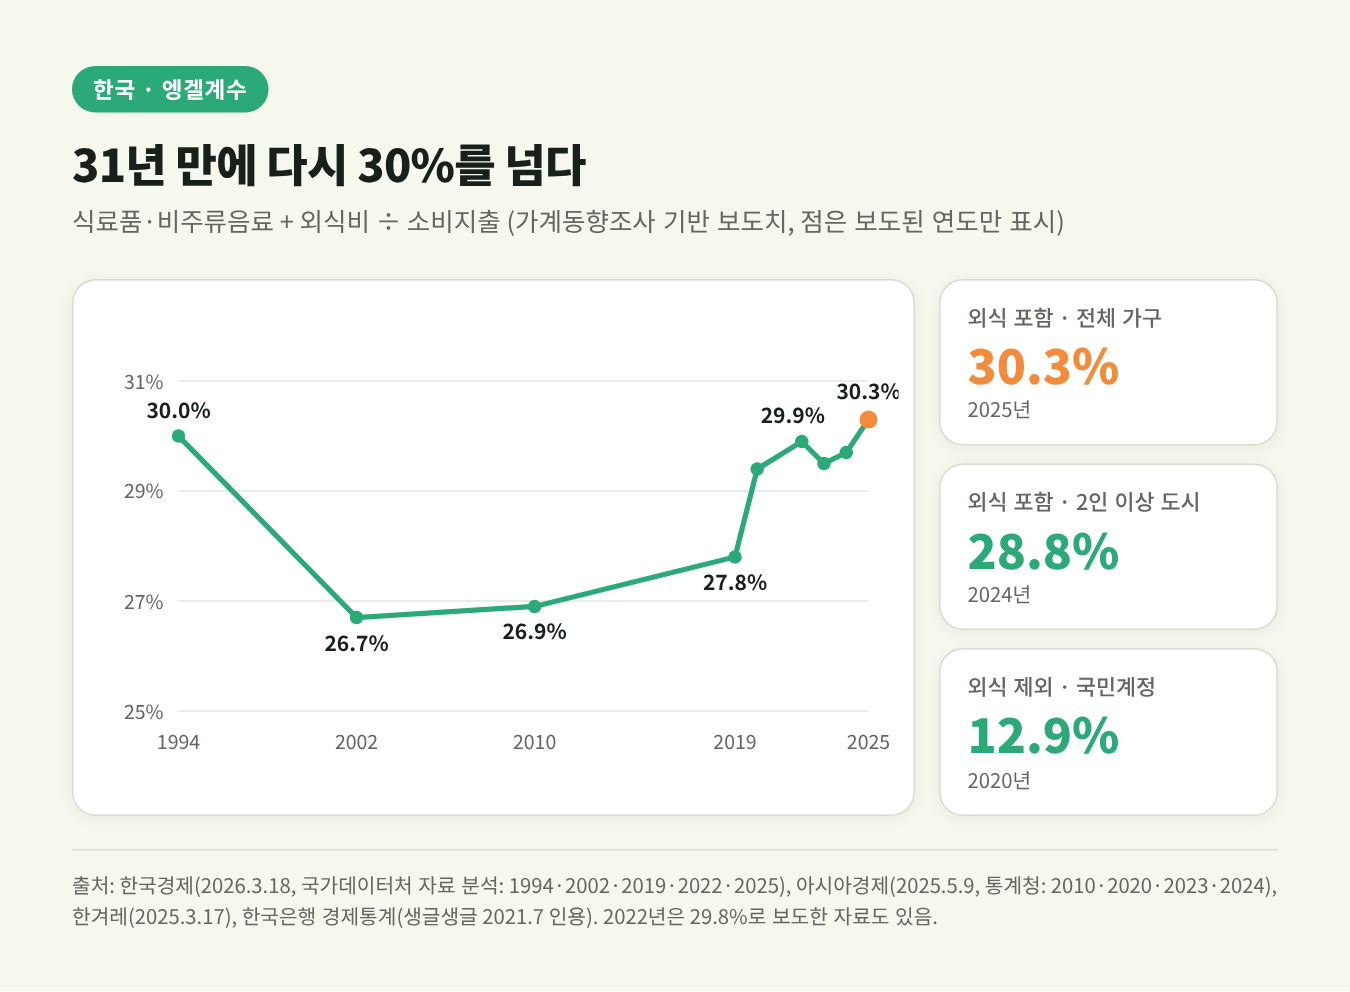 한국 · 엥겔계수
31년 만에 다시 30%를 넘다
식료품·비주류음료 + 외식비 ÷ 소비지출 (가계동향조사 기반 보도치, 점은 보도된 연도만 표시)
31%
29%
27%
25%
30.0%
26.7%
26.9%
27.8%
29.9%
30.3%
1994
2002
2010
2019
2025
외식 포함 · 전체 가구
30.3%
2025년
외식 포함 · 2인 이상 도시
28.8%
2024년
외식 제외 · 국민계정
12.9%
2020년
출처: 한국경제(2026.3.18, 국가데이터처 자료 분석: 1994·2002·2019·2022·2025), 아시아경제(2025.5.9, 통계청: 2010·2020·2023·2024),
한겨레(2025.3.17), 한국은행 경제통계(생글생글 2021.7 인용). 2022년은 29.8%로 보도한 자료도 있음.